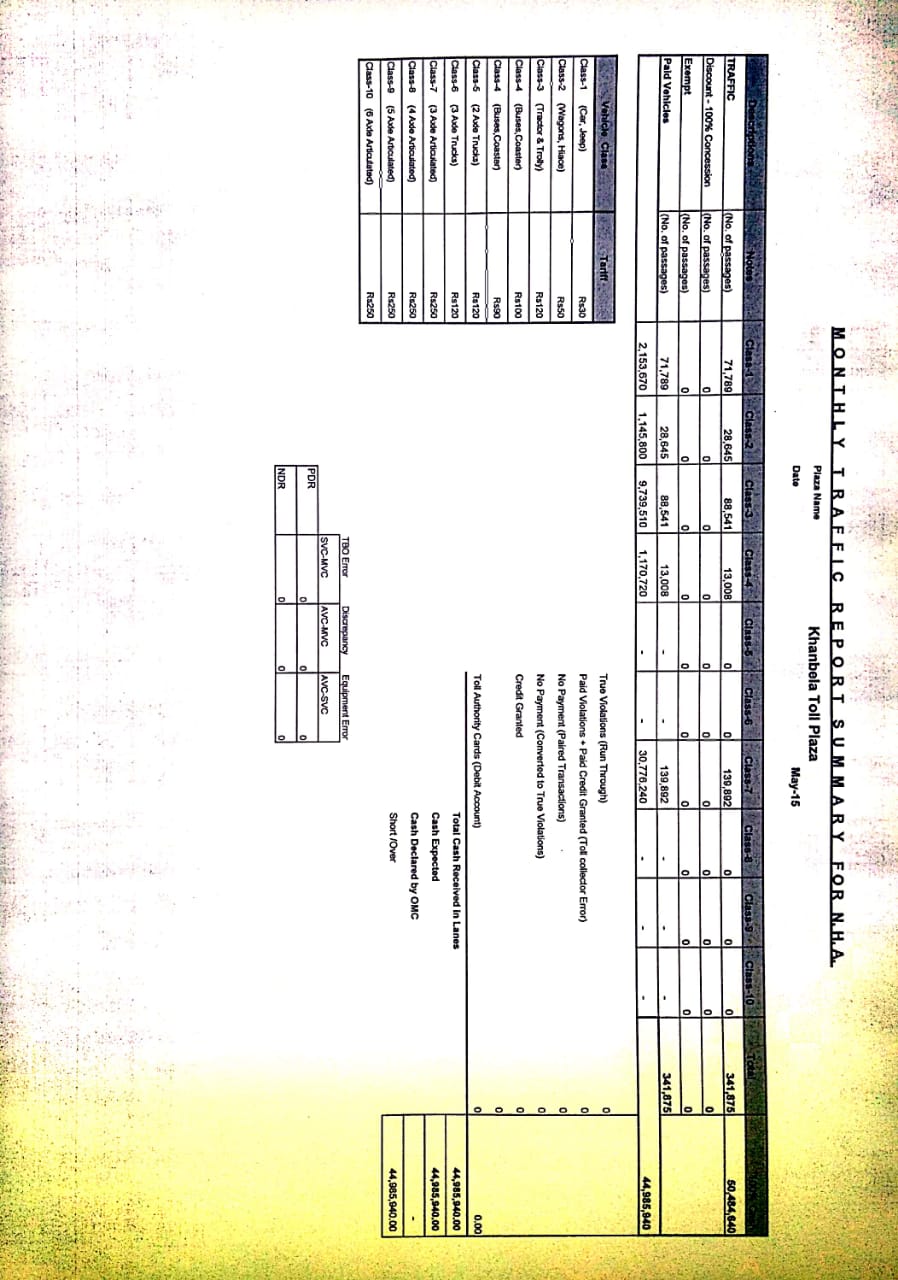 MONTHLY TRAFFIC REPORT SUMMARY FOR N.H.A.
Plaza Name Khanbela Toll Plaza
Date May-15
Descriptions Notes Class-1 Class-2 Class-3 Class-4 Class-5 Class-6 Class-7 Class-8 Class-9 Class-10 Total
TRAFFIC (No. of passages) 71,789 28,645 88,541 13,008 0 0 139,892 0 0 0 341,875 50,484,640
Discount - 100% Concession (No. of passages) 0 0 0 0 0 0 0 0 0 0 0
Exempt (No. of passages) 0 0 0 0 0 0 0 0 0 0 0
Paid Vehicles (No. of passages) 71,789 28,645 88,541 13,008 - - 139,892 - - - 341,875
2,153,670 1,145,800 9,739,510 1,170,720 - - 30,776,240 - - - 44,985,940
Vehicle Class Tariff
Class-1 (Car, Jeep) Rs30
Class-2 (Wagons, Hiace) Rs50
Class-3 (Tractor & Trolly) Rs120
Class-4 (Buses,Coaster) Rs100
Class-4 (Buses,Coaster) Rs90
Class-5 (2 Axle Trucks) Rs120
Class-6 (3 Axle Trucks) Rs120
Class-7 (3 Axle Articulated) Rs250
Class-8 (4 Axle Articulated) Rs250
Class-9 (5 Axle Articulated) Rs250
Class-10 (6 Axle Articulated) Rs250
True Violations (Run Through) 0
Paid Violations + Paid Credit Granted (Toll collector Error) 0
No Payment (Paired Transactions) 0
No Payment (Converted to True Violations) 0
Credit Granted 0
0
Toll Authority Cards (Debit Account) 0 0.00
Total Cash Received in Lanes 44,985,940.00
Cash Expected 44,985,940.00
Cash Declared by OMC -
Short /Over 44,985,940.00
TBO Error Discrepancy Equipment Error
SVC-MVC AVC-MVC AVC-SVC
PDR 0 0 0
NDR 0 0 0